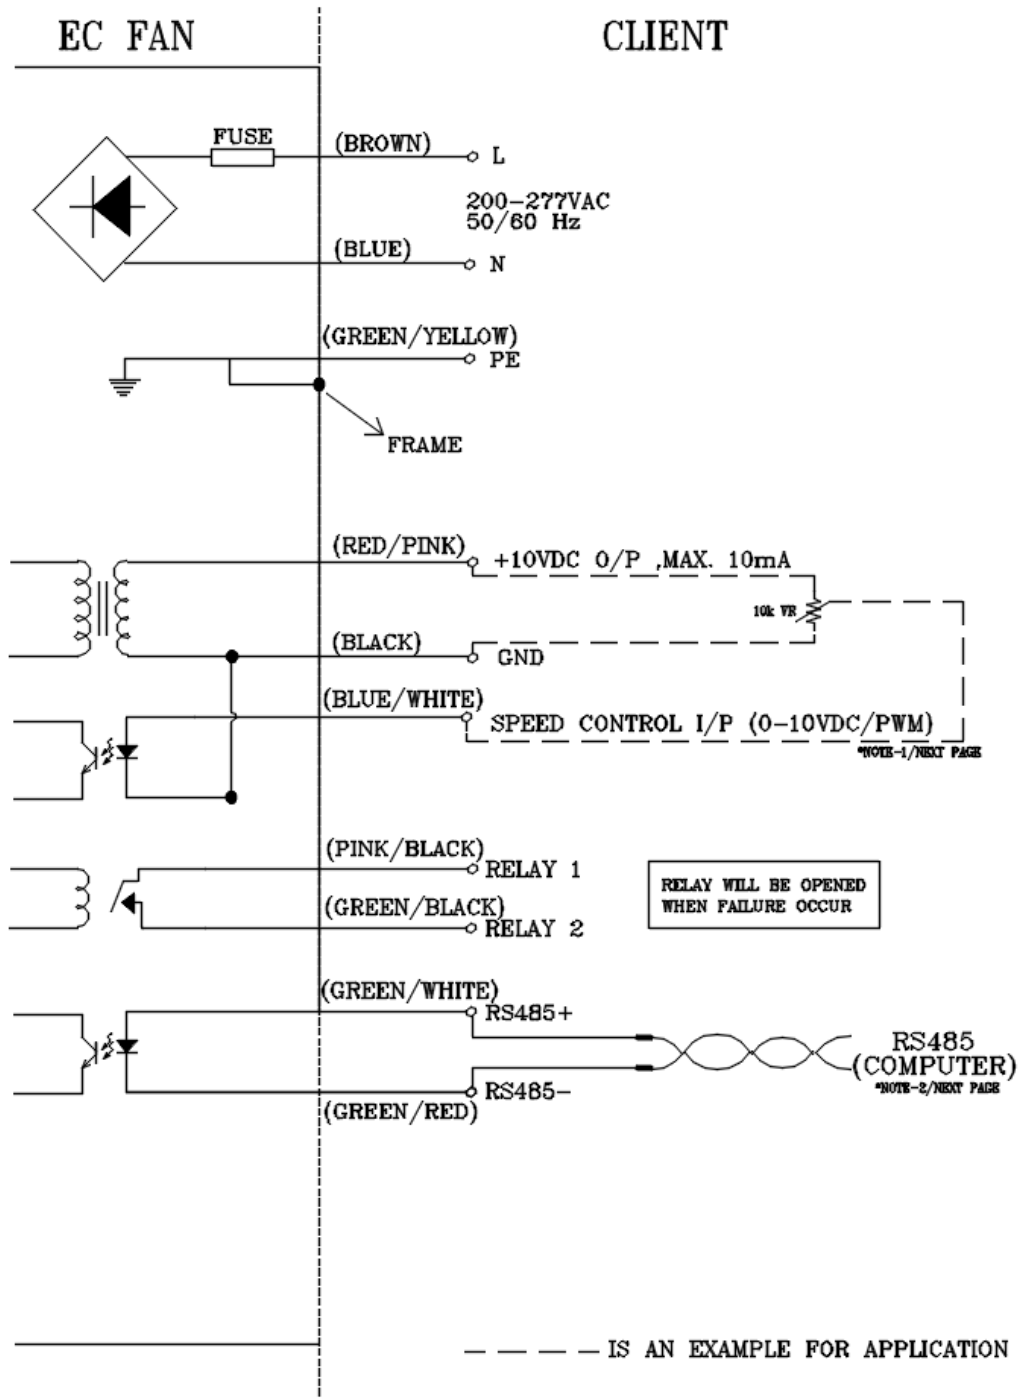 EC FAN
CLIENT
FUSE
(BROWN)
L
200-277VAC
50/60 Hz
(BLUE)
N
(GREEN/YELLOW)
PE
FRAME
(RED/PINK)
+10VDC O/P ,MAX. 10mA
10k VR
(BLACK)
GND
(BLUE/WHITE)
SPEED CONTROL I/P (0-10VDC/PWM)
*NOTE-1/NEXT PAGE
(PINK/BLACK)
RELAY 1
RELAY WILL BE OPENED
WHEN FAILURE OCCUR
(GREEN/BLACK)
RELAY 2
(GREEN/WHITE)
RS485+
RS485
(COMPUTER)
*NOTE-2/NEXT PAGE
RS485-
(GREEN/RED)
IS AN EXAMPLE FOR APPLICATION